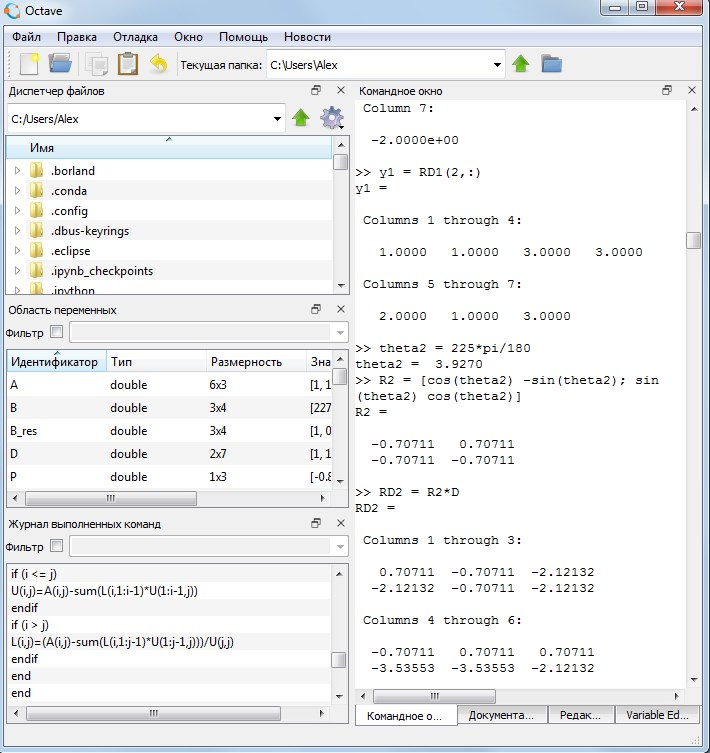 Octave
Файл Правка Отладка Окно Помощь Новости
Текущая папка: C:\Users\Alex
Диспетчер файлов
C:/Users/Alex
Имя
.borland
.conda
.config
.dbus-keyrings
.eclipse
.ipynb_checkpoints
.ipython
Область переменных
Фильтр
Идентификатор Тип Размерность Зна
A double 6x3 [1, 1
B double 3x4 [227
B_res double 3x4 [1, 0
D double 2x7 [1, 1
P double 1x3 [-0.8
Журнал выполненных команд
Фильтр
if (i <= j)
U(i,j)=A(i,j)-sum(L(i,1:i-1)*U(1:i-1,j))
endif
if (i > j)
L(i,j)=(A(i,j)-sum(L(i,1:j-1)*U(1:j-1,j)))/U(j,j)
endif
end
end
Командное окно
Column 7:
-2.0000e+00
>> y1 = RD1(2,:)
y1 =
Columns 1 through 4:
1.0000 1.0000 3.0000 3.0000
Columns 5 through 7:
2.0000 1.0000 3.0000
>> theta2 = 225*pi/180
theta2 = 3.9270
>> R2 = [cos(theta2) -sin(theta2); sin
(theta2) cos(theta2)]
R2 =
-0.70711 0.70711
-0.70711 -0.70711
>> RD2 = R2*D
RD2 =
Columns 1 through 3:
0.70711 -0.70711 -2.12132
-2.12132 -0.70711 -2.12132
Columns 4 through 6:
-0.70711 0.70711 0.70711
-3.53553 -3.53553 -2.12132
Командное о... Документа... Редак... Variable Ed...